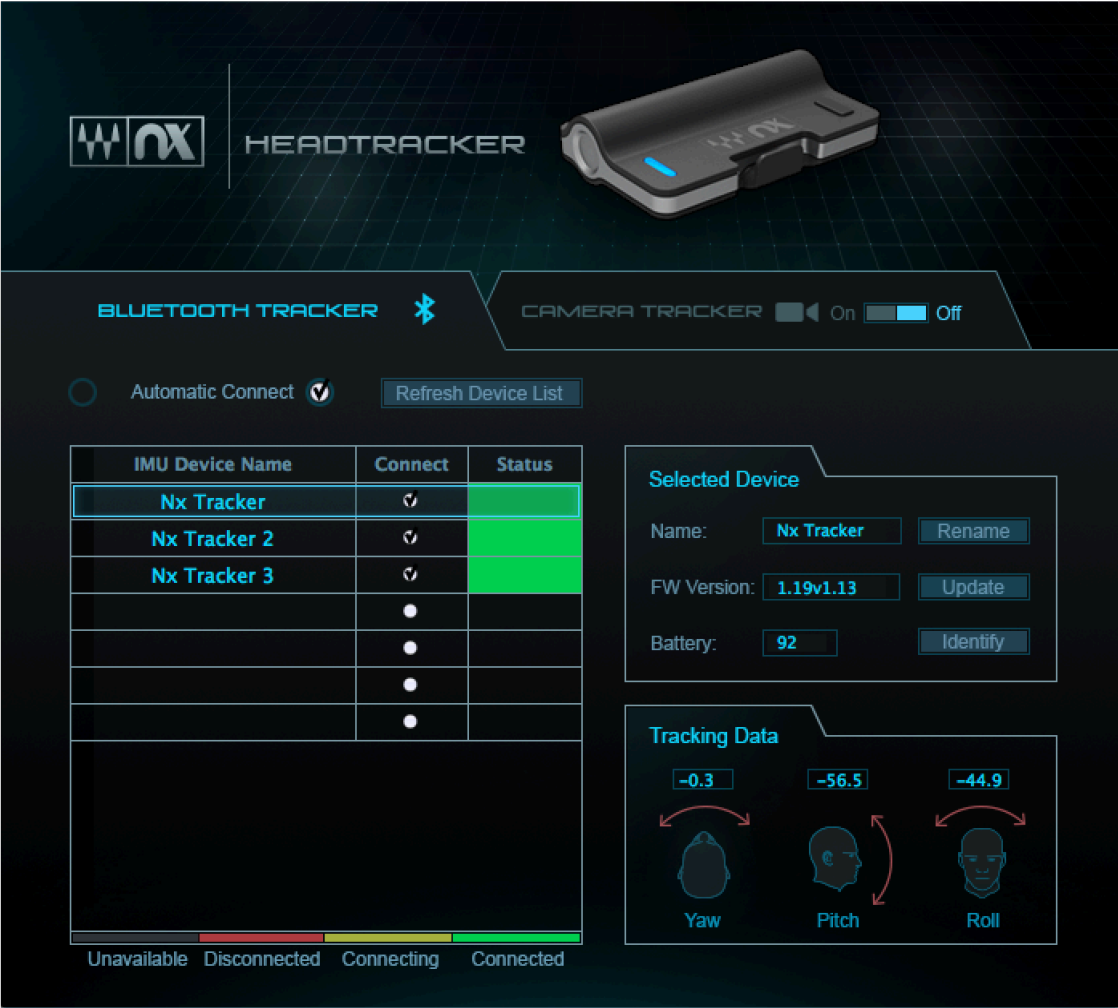 W nx HEADTRACKER
W nx
BLUETOOTH TRACKER
CAMERA TRACKER On Off
Automatic Connect Refresh Device List
IMU Device Name Connect Status
Nx Tracker
Nx Tracker 2
Nx Tracker 3
Unavailable Disconnected Connecting Connected
Selected Device
Name: Nx Tracker Rename
FW Version: 1.19v1.13 Update
Battery: 92 Identify
Tracking Data
-0.3 -56.5 -44.9
Yaw Pitch Roll